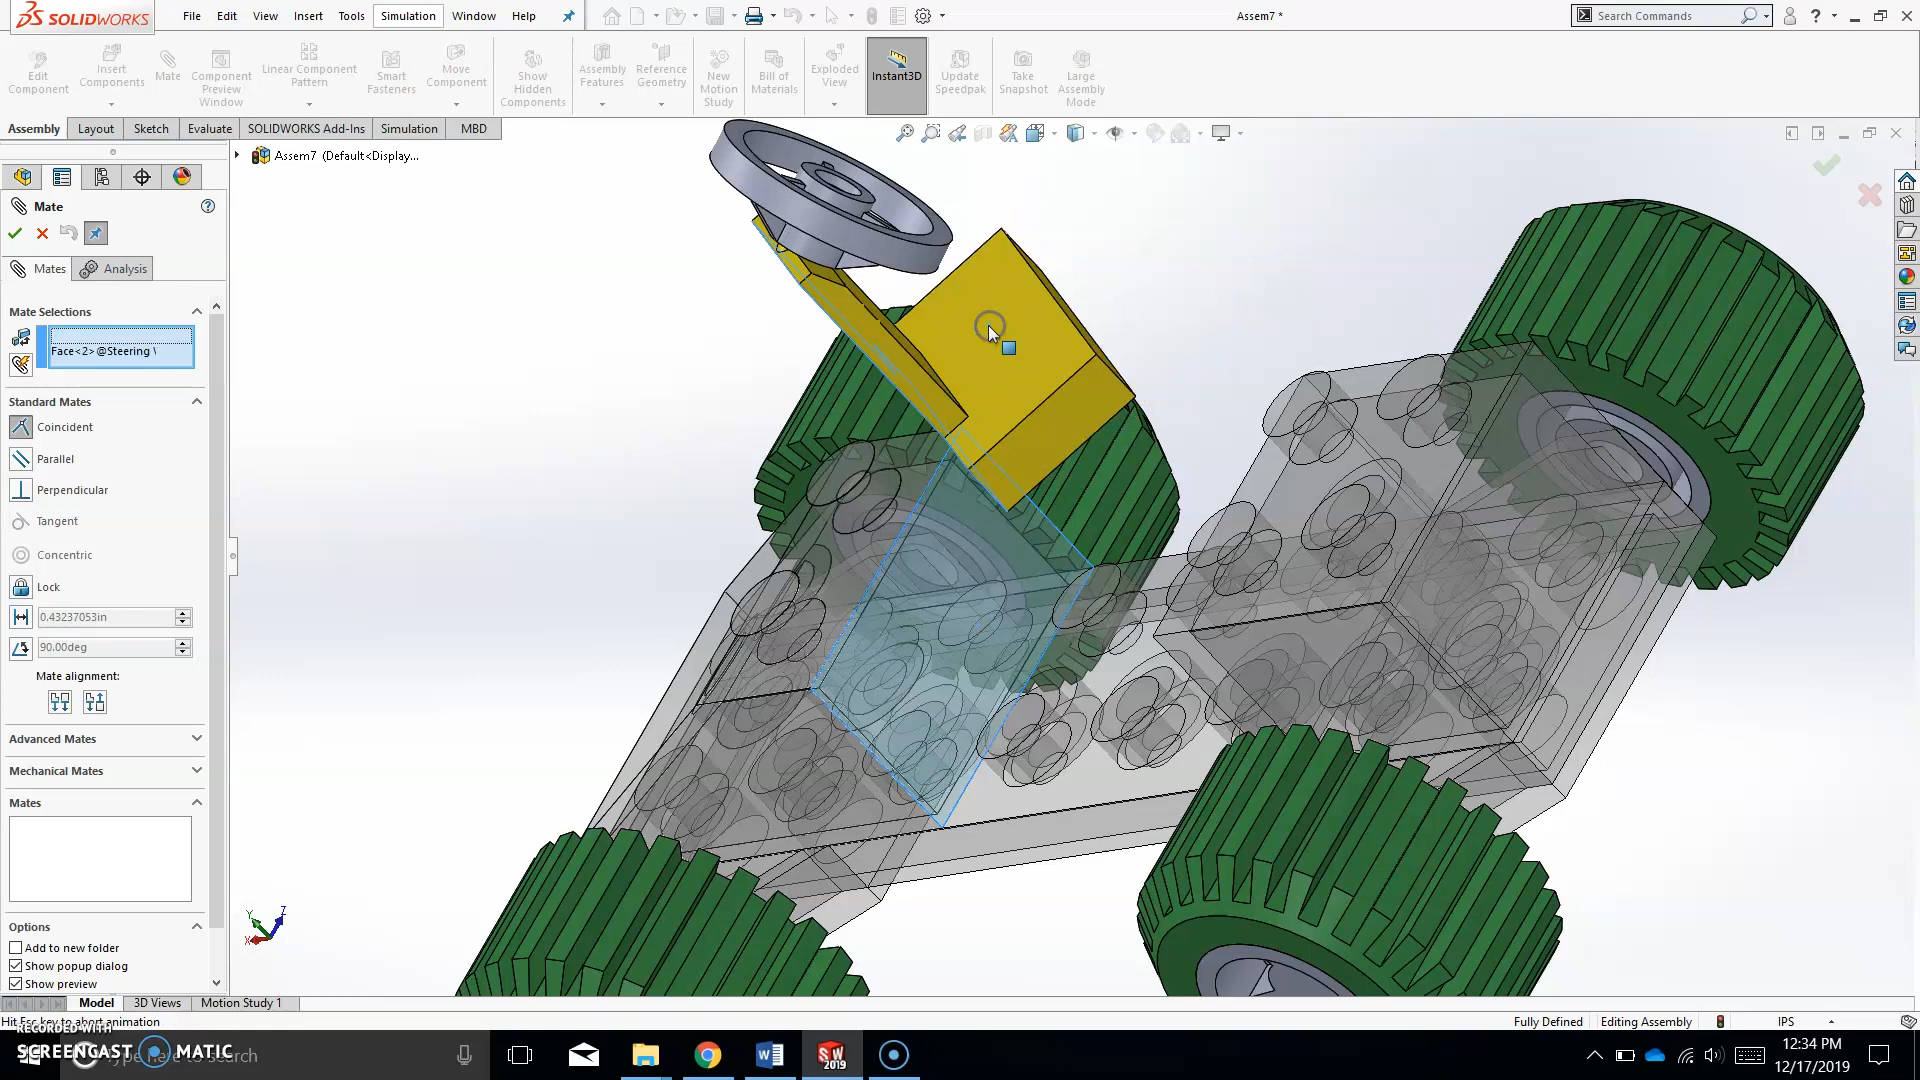 SOLIDWORKS
File Edit View Insert Tools Simulation Window Help
Assem7 *
Search Commands
Edit Component
Insert Components
Mate
Component Preview Window
Linear Component Pattern
Smart Fasteners
Move Component
Show Hidden Components
Assembly Features
Reference Geometry
New Motion Study
Bill of Materials
Exploded View
Instant3D
Update Speedpak
Take Snapshot
Large Assembly Mode
Assembly Layout Sketch Evaluate SOLIDWORKS Add-Ins Simulation MBD
Assem7 (Default<Display...
Mate
Mates Analysis
Mate Selections
Face<2>@Steering \
Standard Mates
Coincident
Parallel
Perpendicular
Tangent
Concentric
Lock
0.43237053in
90.00deg
Mate alignment:
Advanced Mates
Mechanical Mates
Mates
Options
Add to new folder
Show popup dialog
Show preview
Y Z X
Model 3D Views Motion Study 1
Hit Esc key to abort animation
Fully Defined Editing Assembly IPS
RECORDED WITH
SCREENCAST MATIC
Type here to search
SW
2019
12:34 PM
12/17/2019